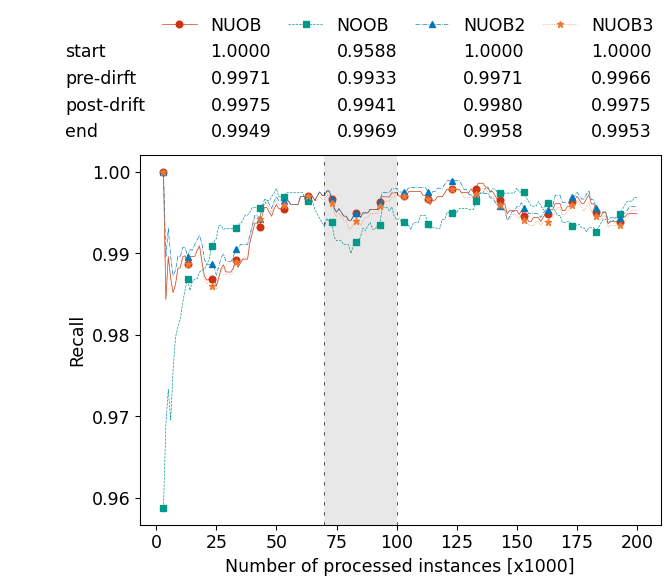 NUOB NOOB NUOB2 NUOB3
start 1.0000 0.9588 1.0000 1.0000
pre-dirft 0.9971 0.9933 0.9971 0.9966
post-drift 0.9975 0.9941 0.9980 0.9975
end 0.9949 0.9969 0.9958 0.9953
1.00
0.99
0.98
0.97
0.96
Recall
0 25 50 75 100 125 150 175 200
Number of processed instances [x1000]